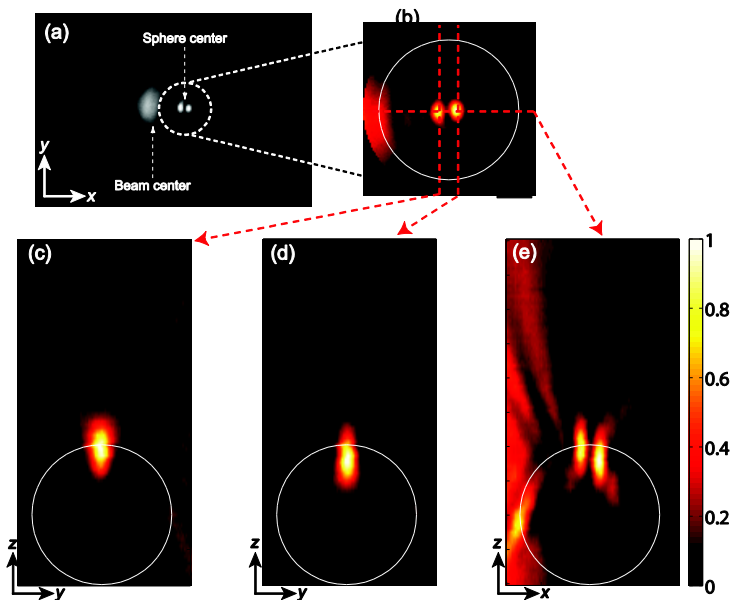 (a)
Sphere center
Beam center
y
x
(b)
(c)
z
y
(d)
z
y
(e)
z
x
1
0.8
0.6
0.4
0.2
0